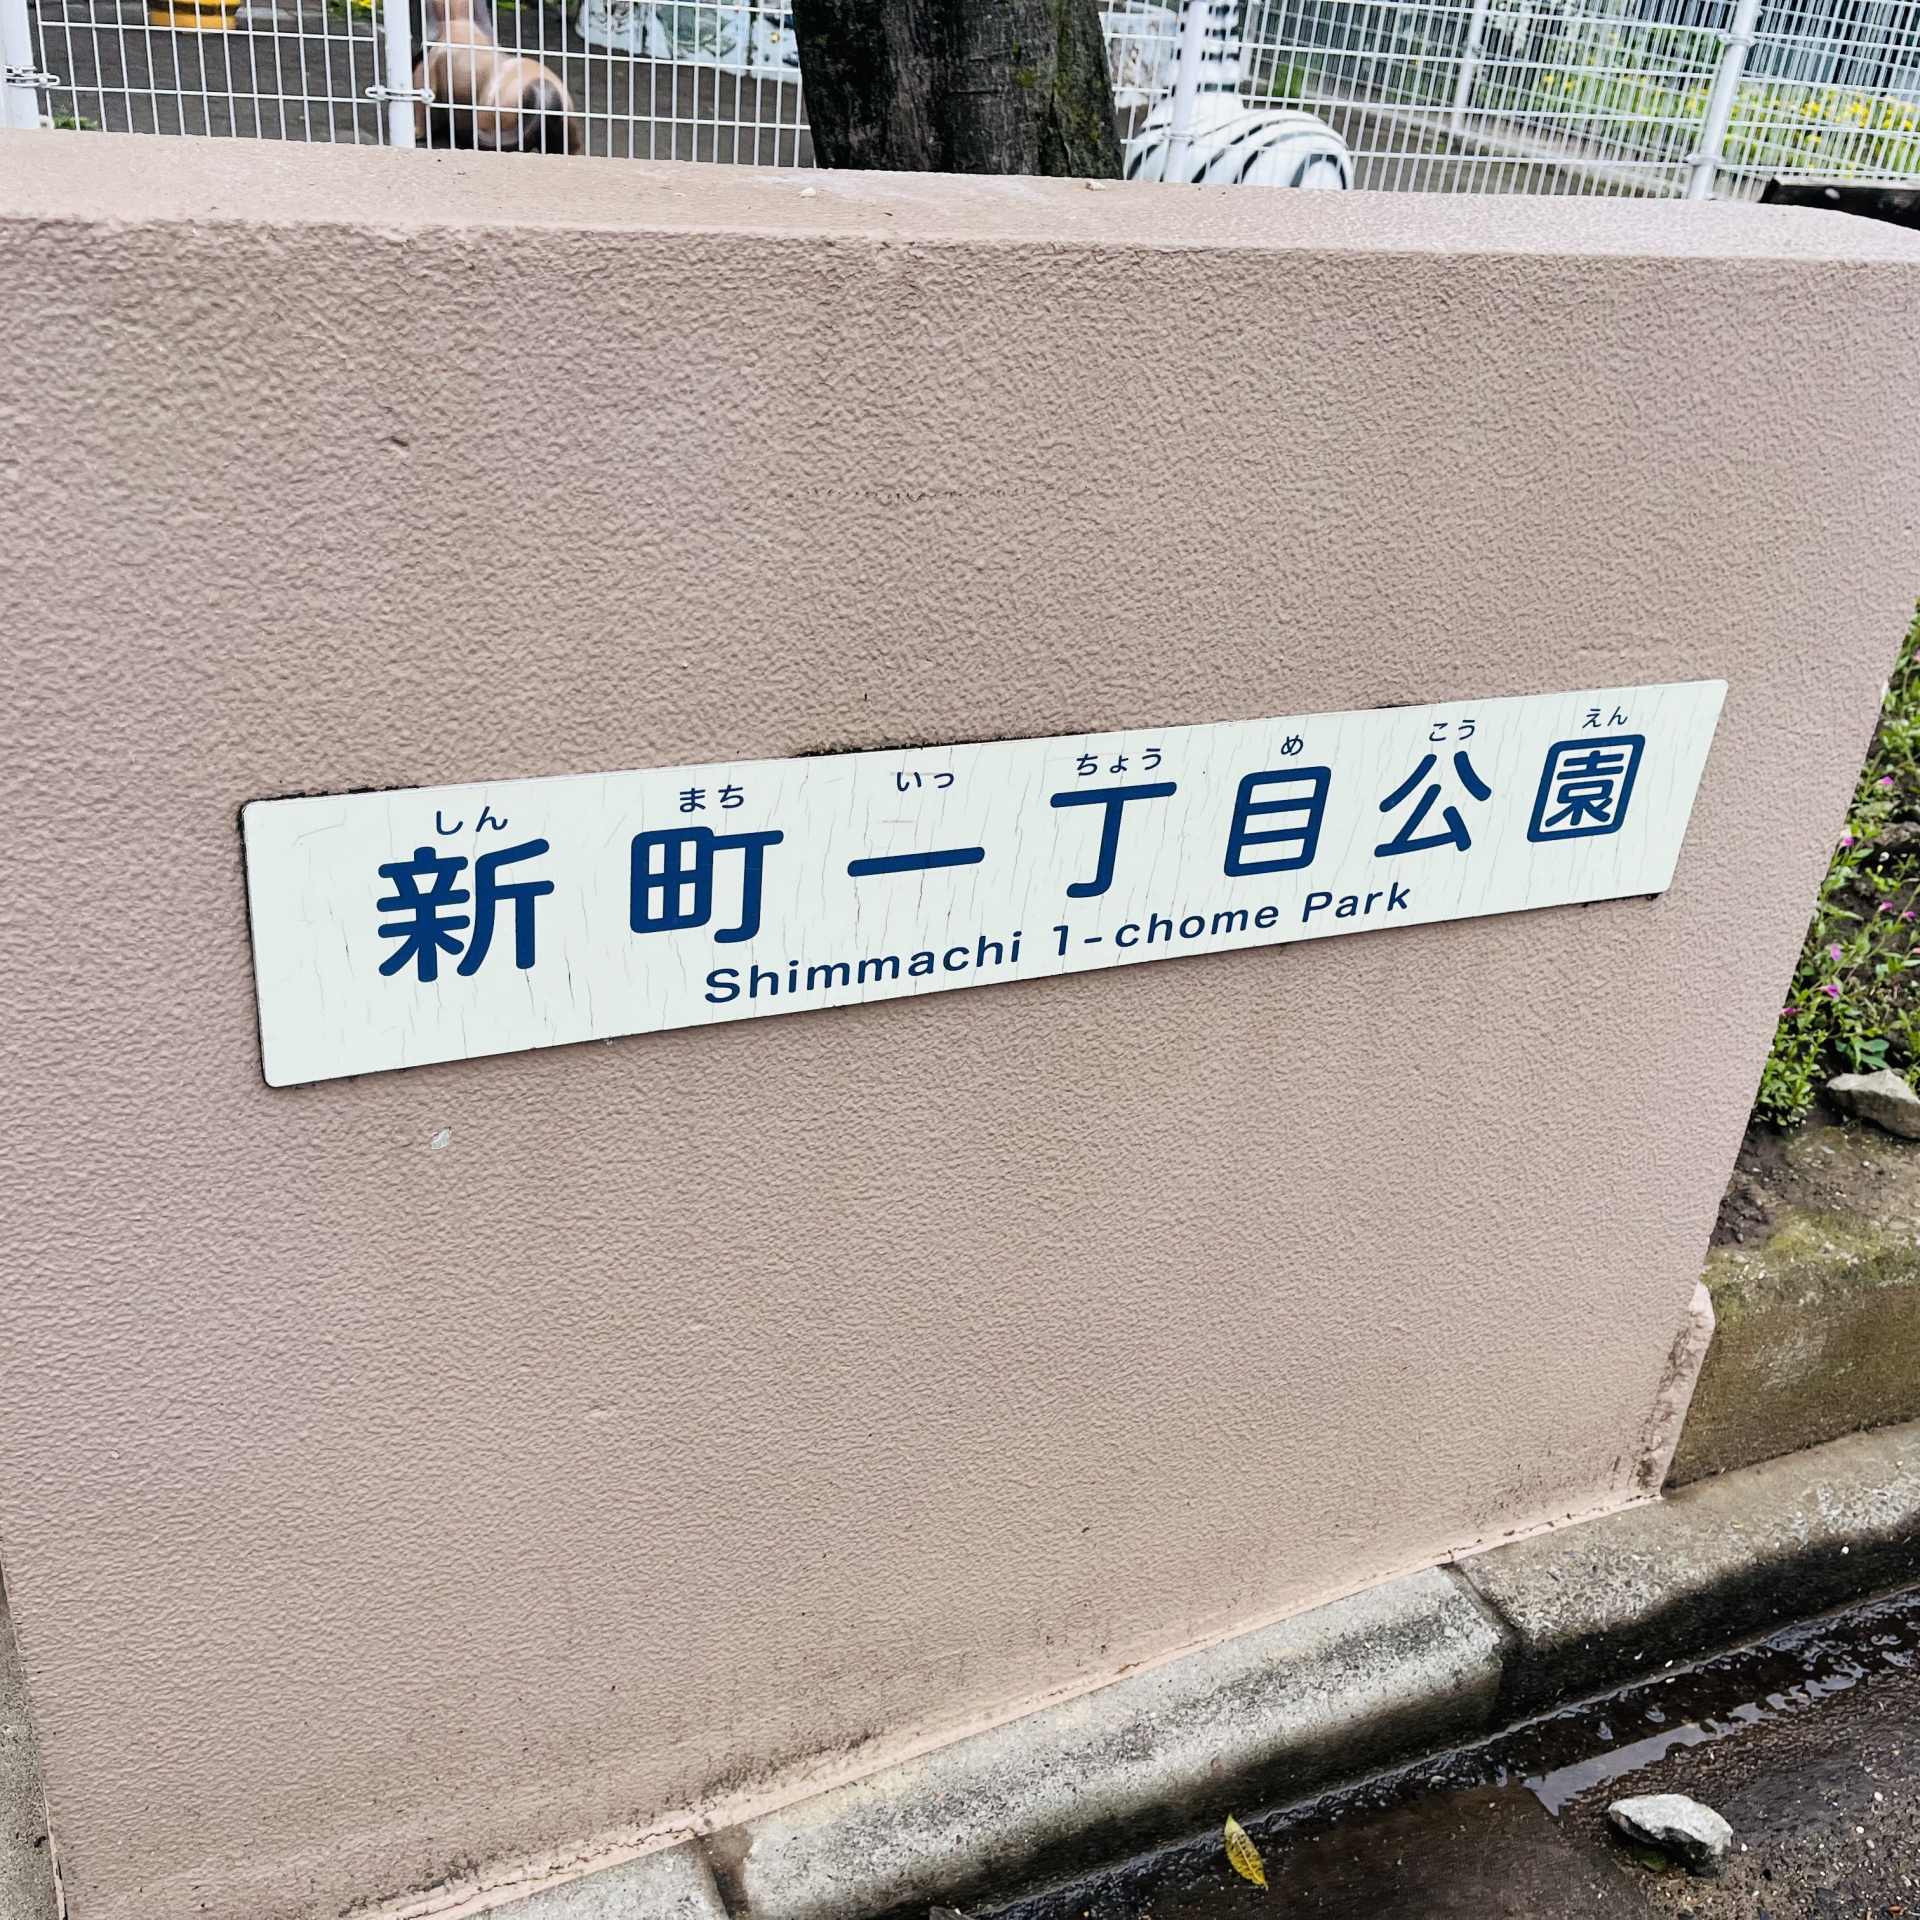 しん まち いっ ちょう め こう えん
新町一丁目公園
Shimmachi 1-chome Park